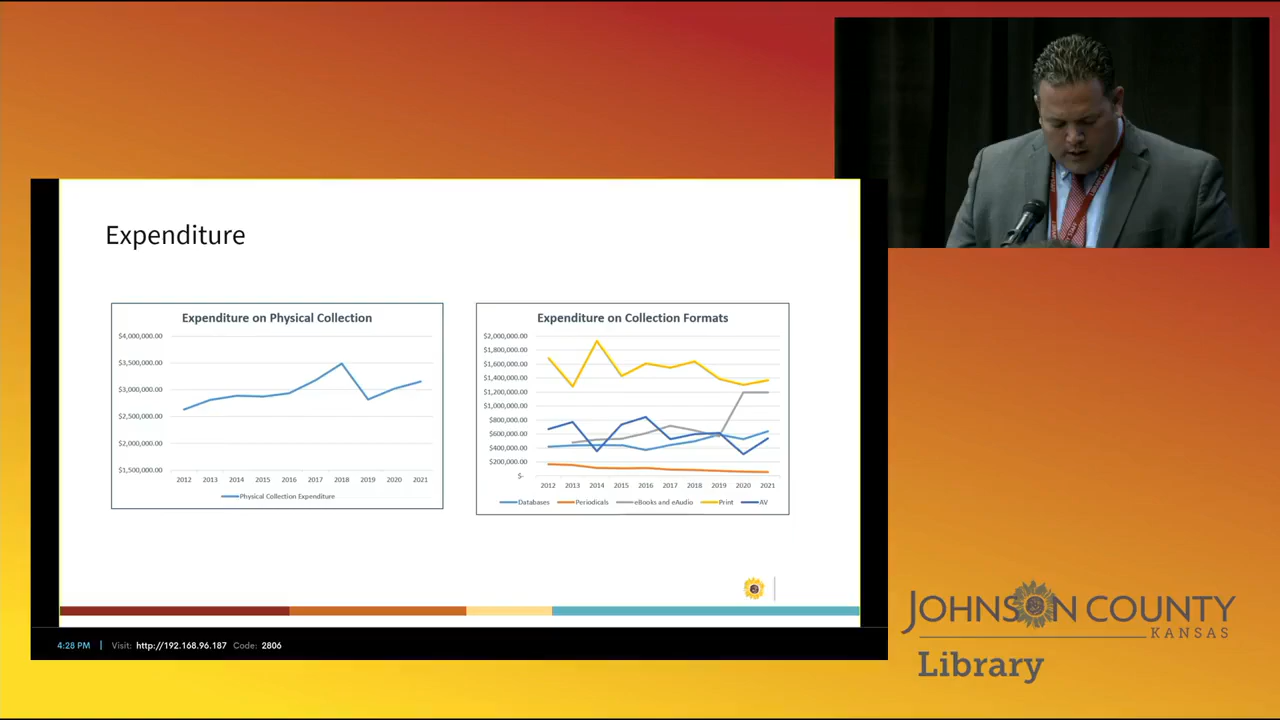 Expenditure
Expenditure on Physical Collection
$4,000,000.00
$3,500,000.00
$3,000,000.00
$2,500,000.00
$2,000,000.00
$1,500,000.00
2012 2013 2014 2015 2016 2017 2018 2019 2020 2021
Physical Collection Expenditure
Expenditure on Collection Formats
$2,000,000.00
$1,800,000.00
$1,600,000.00
$1,400,000.00
$1,200,000.00
$1,000,000.00
$800,000.00
$600,000.00
$400,000.00
$200,000.00
$-
2012 2013 2014 2015 2016 2017 2018 2019 2020 2021
Databases Periodicals eBooks and eAudio Print AV
4:28 PM | Visit: http://192.168.96.187 Code: 2806
JOHNSON COUNTY
KANSAS
Library